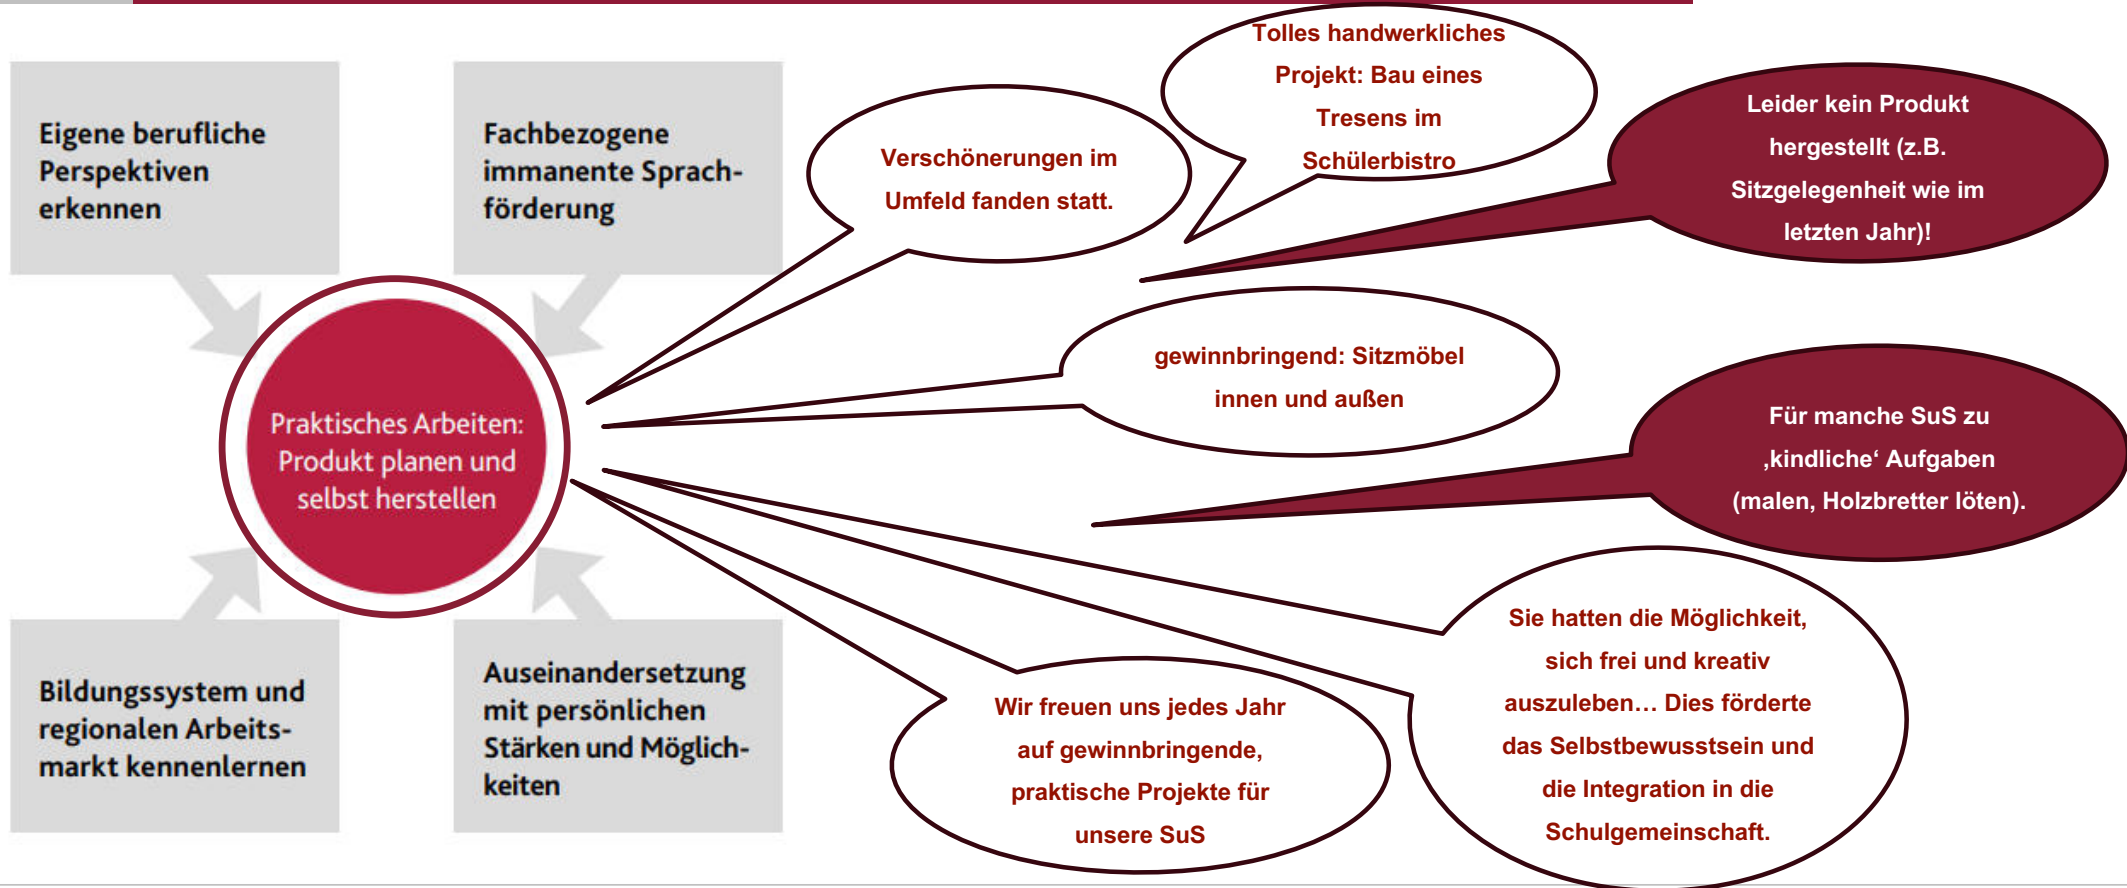 Eigene berufliche
Perspektiven
erkennen
Fachbezogene
immanente Sprach-
förderung
Praktisches Arbeiten:
Produkt planen und
selbst herstellen
Bildungssystem und
regionalen Arbeits-
markt kennenlernen
Auseinandersetzung
mit persönlichen
Stärken und Möglich-
keiten
Verschönerungen im
Umfeld fanden statt.
Tolles handwerkliches
Projekt: Bau eines
Tresens im
Schülerbistro
Leider kein Produkt
hergestellt (z.B.
Sitzgelegenheit wie im
letzten Jahr)!
gewinnbringend: Sitzmöbel
innen und außen
Für manche SuS zu
‚kindliche‘ Aufgaben
(malen, Holzbretter löten).
Wir freuen uns jedes Jahr
auf gewinnbringende,
praktische Projekte für
unsere SuS
Sie hatten die Möglichkeit,
sich frei und kreativ
auszuleben… Dies förderte
das Selbstbewusstsein und
die Integration in die
Schulgemeinschaft.